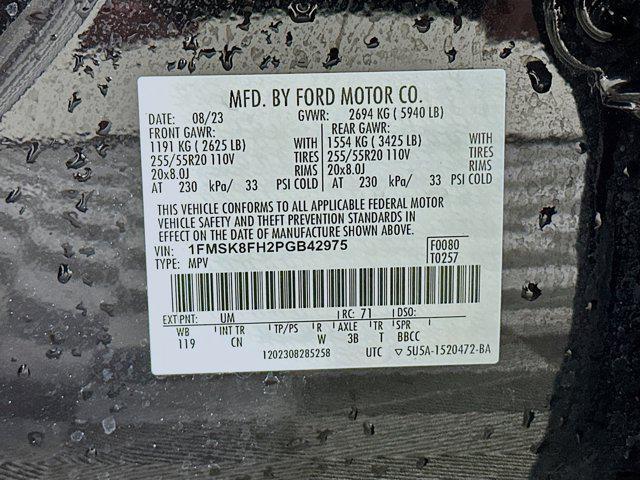 MFD. BY FORD MOTOR CO.
DATE: 08/23 GVWR: 2694 KG ( 5940 LB)
FRONT GAWR: REAR GAWR:
1191 KG ( 2625 LB) WITH 1554 KG ( 3425 LB) WITH
255/55R20 110V TIRES 255/55R20 110V TIRES
20x8.0J RIMS 20x8.0J RIMS
AT 230 kPa/ 33 PSI COLD AT 230 kPa/ 33 PSI COLD
THIS VEHICLE CONFORMS TO ALL APPLICABLE FEDERAL MOTOR
VEHICLE SAFETY AND THEFT PREVENTION STANDARDS IN
EFFECT ON THE DATE OF MANUFACTURE SHOWN ABOVE.
VIN: 1FMSK8FH2PGB42975 F0080
TYPE: MPV T0257
EXT PNT: UM RC: 71 DSO:
WB INT TR TP/PS R AXLE TR SPR
119 CN W 3B T BBCC
1202308285258 UTC ▽ 5U5A-1520472-BA